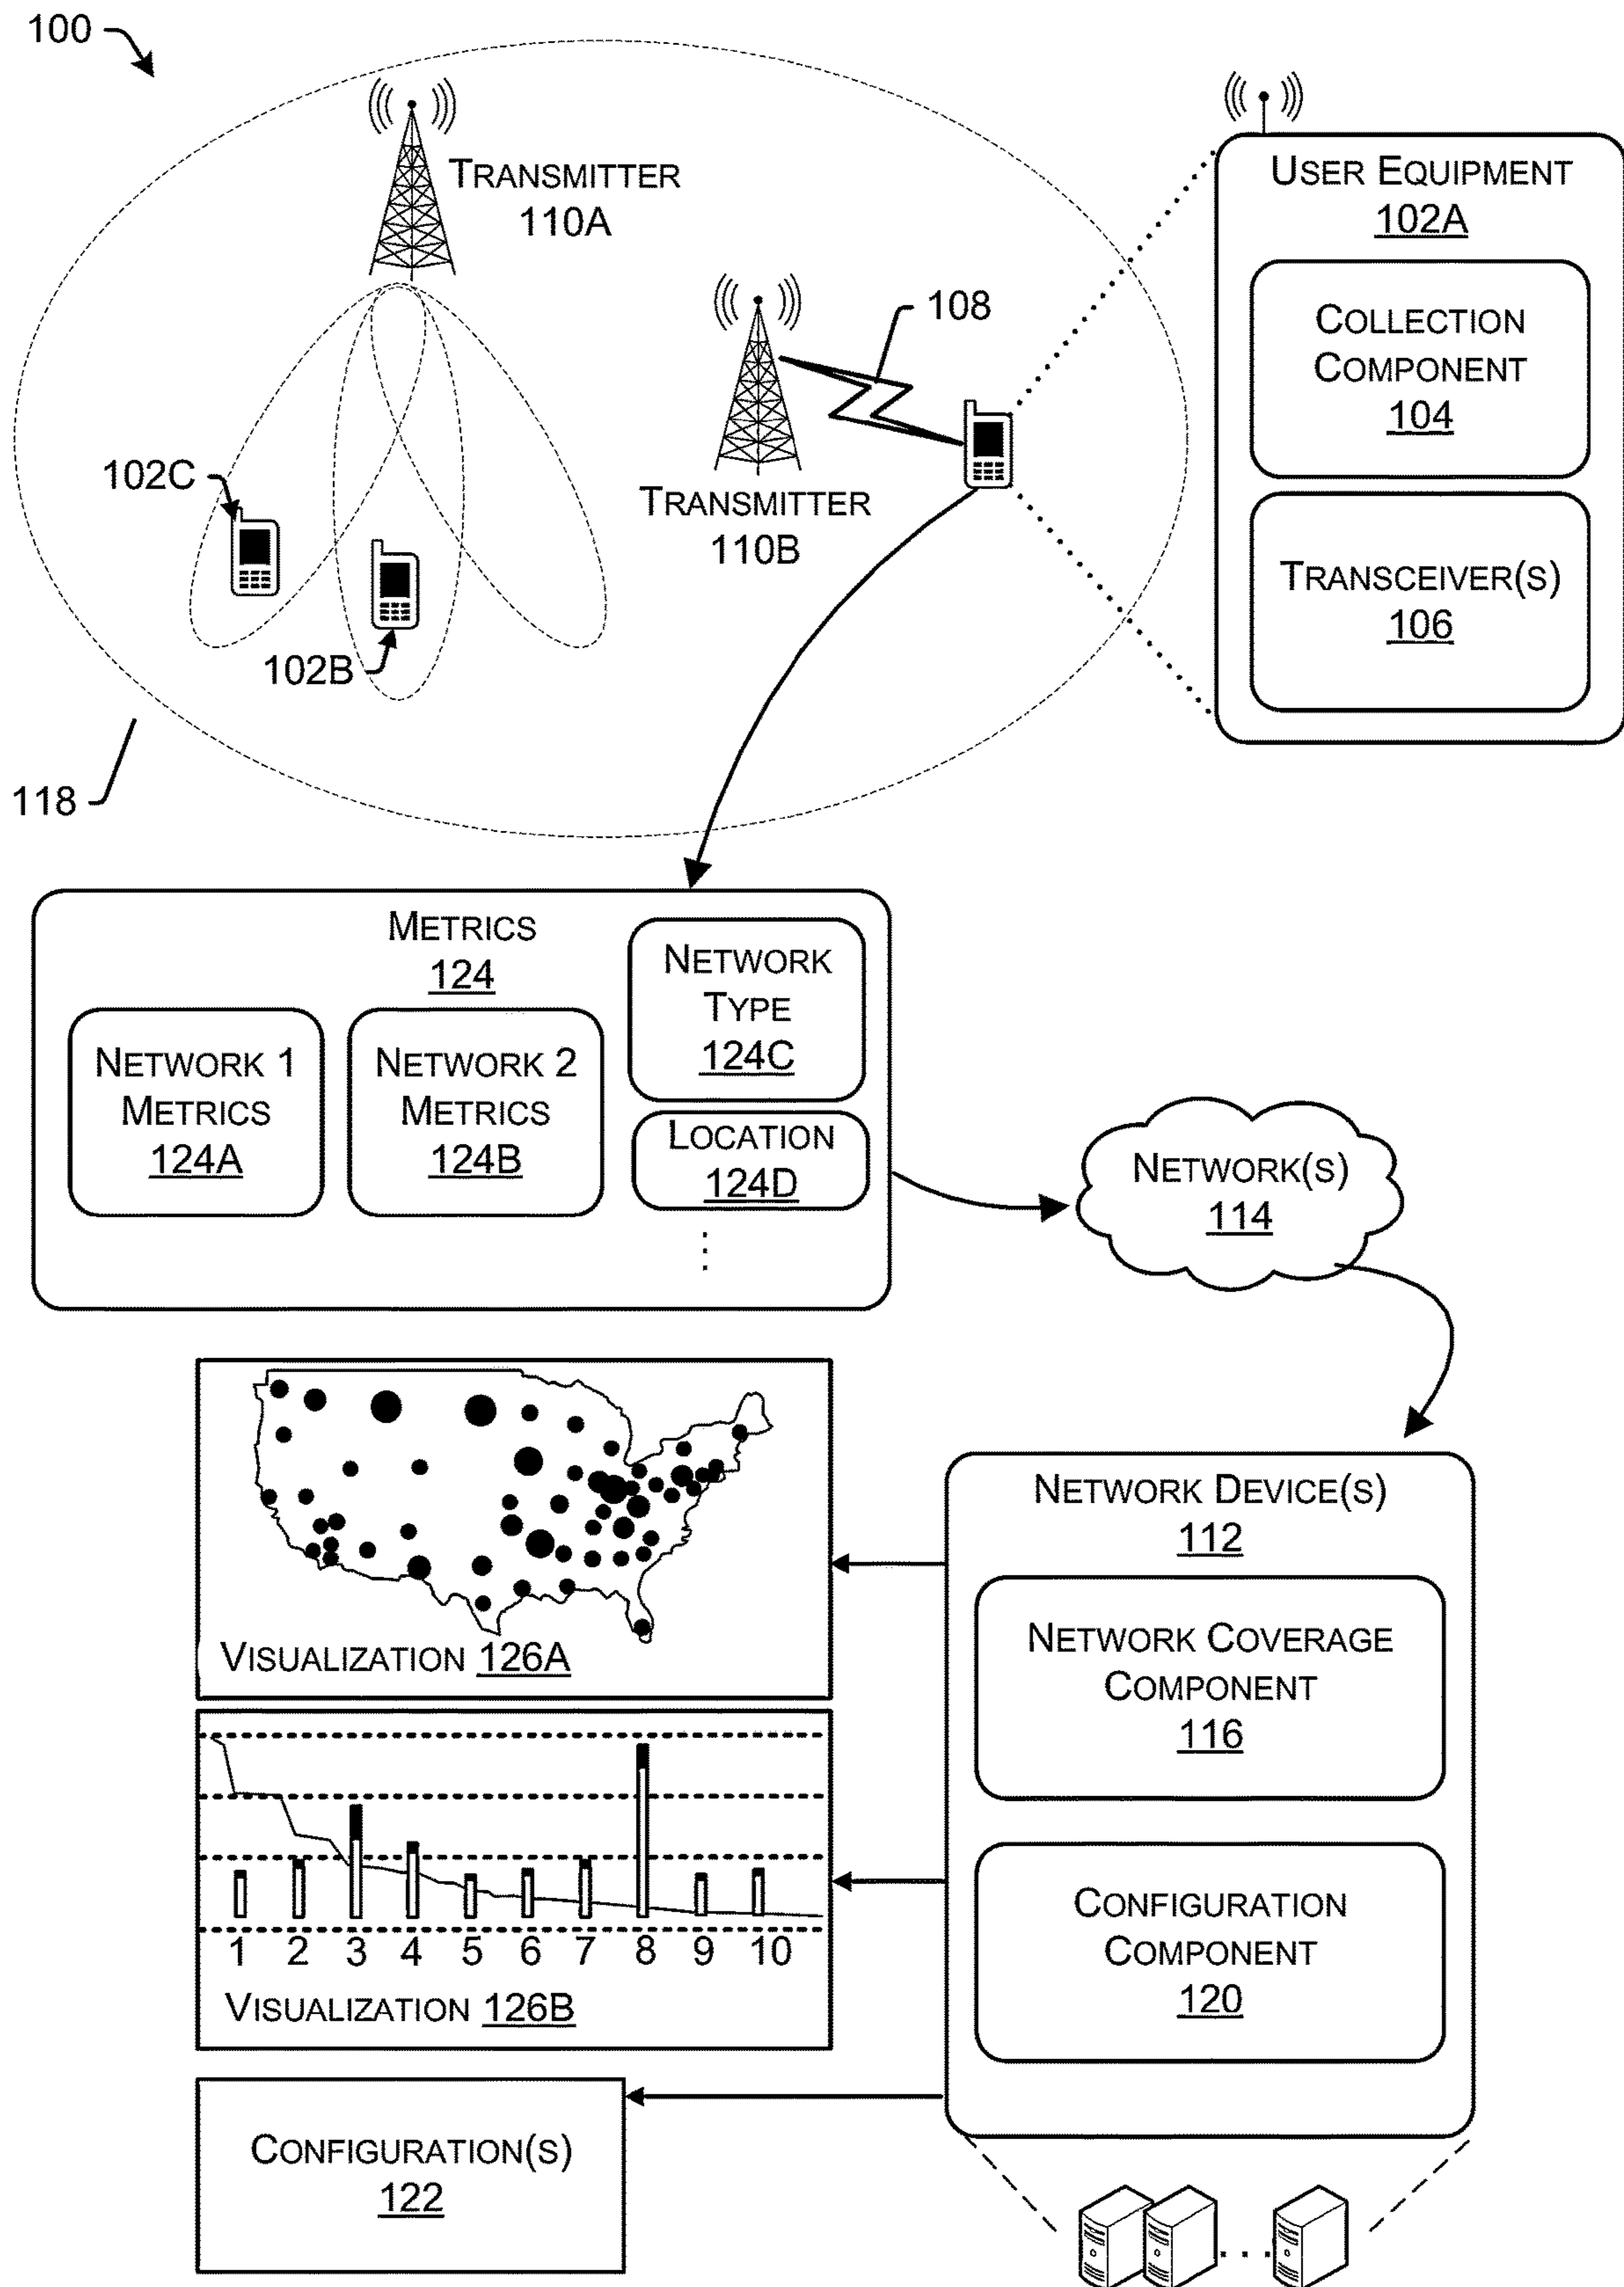 100
TRANSMITTER
110A
USER EQUIPMENT
102A
COLLECTION
COMPONENT
104
TRANSCEIVER(S)
106
108
TRANSMITTER
110B
102C
102B
118
METRICS
124
NETWORK 1
METRICS
124A
NETWORK 2
METRICS
124B
NETWORK
TYPE
124C
LOCATION
124D
NETWORK(S)
114
VISUALIZATION 126A
NETWORK DEVICE(S)
112
NETWORK COVERAGE
COMPONENT
116
CONFIGURATION
COMPONENT
120
1 2 3 4 5 6 7 8 9 10
VISUALIZATION 126B
CONFIGURATION(S)
122